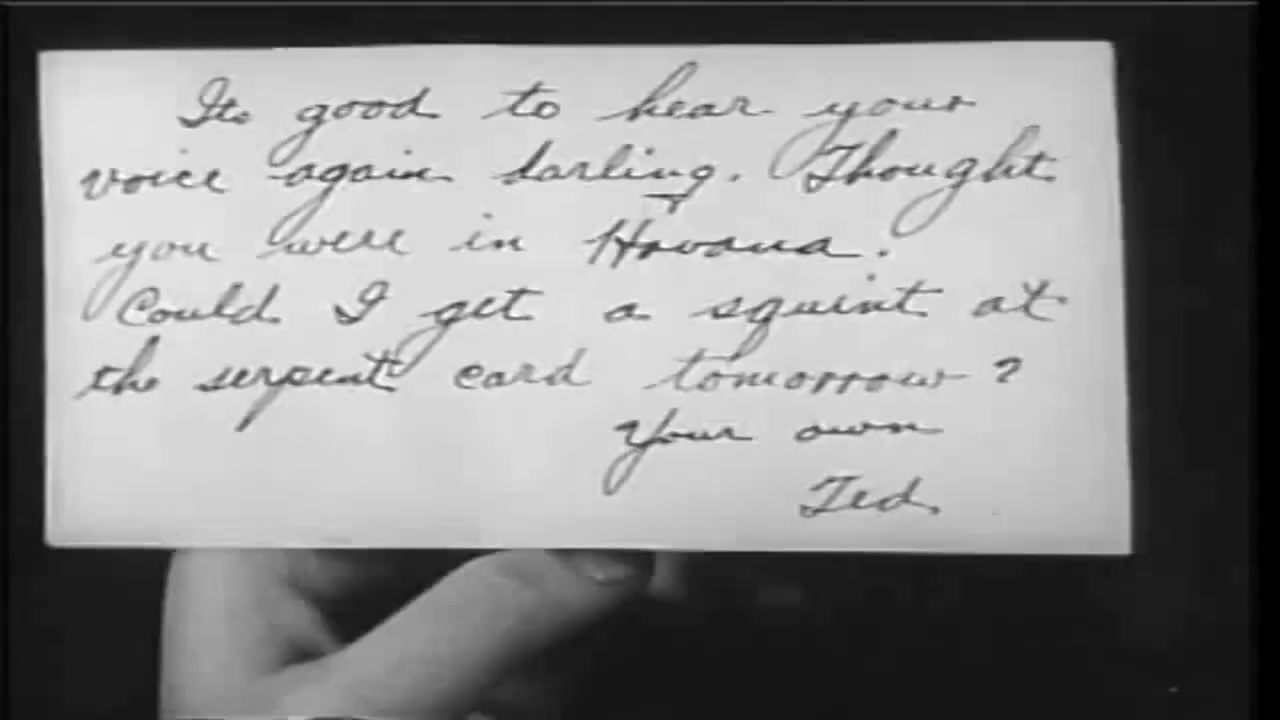 Its good to hear your
voice again darling. Thought
you were in Havana.
Could I get a squint at
the serpent card tomorrow?
Your own
Ted.